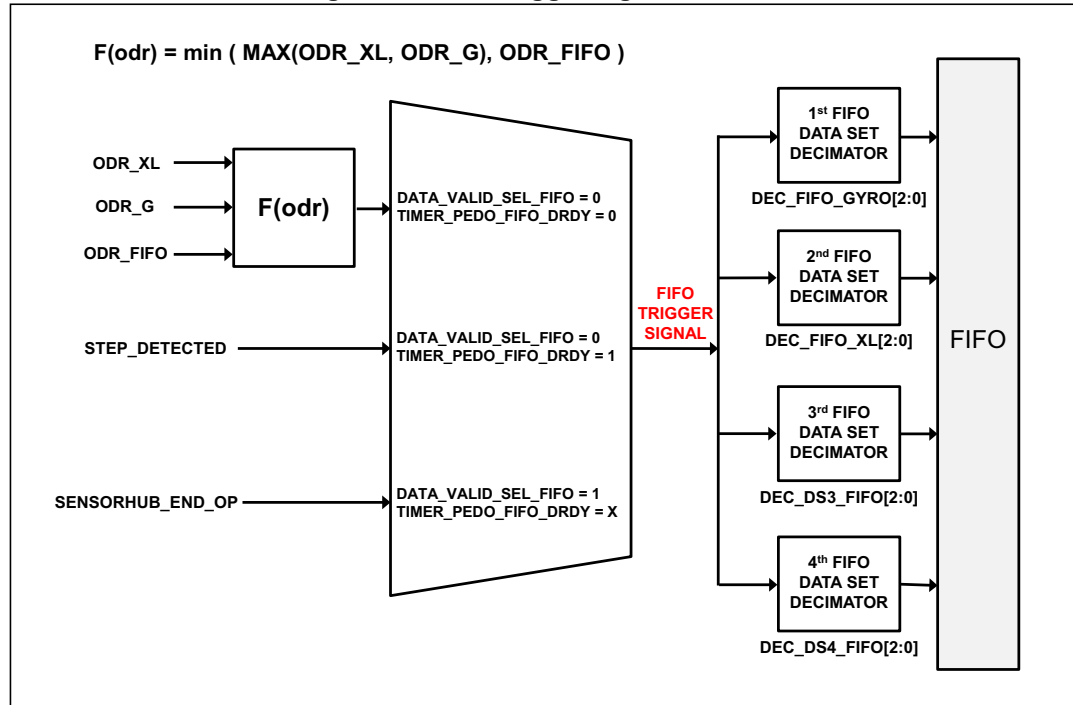 F(odr) = min ( MAX(ODR_XL, ODR_G), ODR_FIFO )
ODR_XL
ODR_G
ODR_FIFO
F(odr)
DATA_VALID_SEL_FIFO = 0
TIMER_PEDO_FIFO_DRDY = 0
STEP_DETECTED
DATA_VALID_SEL_FIFO = 0
TIMER_PEDO_FIFO_DRDY = 1
SENSORHUB_END_OP
DATA_VALID_SEL_FIFO = 1
TIMER_PEDO_FIFO_DRDY = X
FIFO
TRIGGER
SIGNAL
1st FIFO
DATA SET
DECIMATOR
DEC_FIFO_GYRO[2:0]
2nd FIFO
DATA SET
DECIMATOR
DEC_FIFO_XL[2:0]
3rd FIFO
DATA SET
DECIMATOR
DEC_DS3_FIFO[2:0]
4th FIFO
DATA SET
DECIMATOR
DEC_DS4_FIFO[2:0]
FIFO